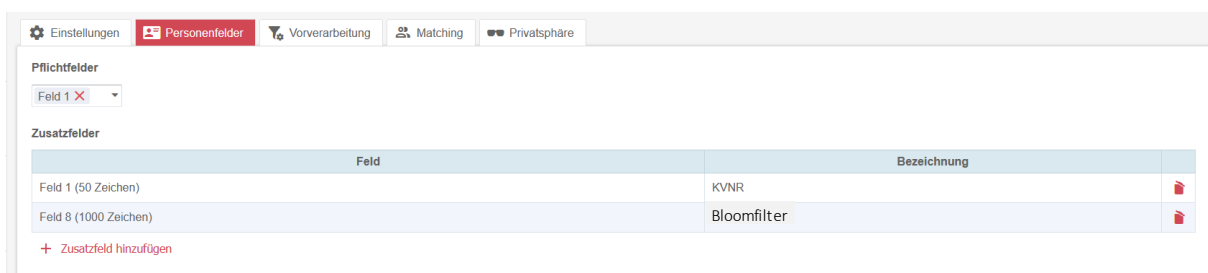 Einstellungen Personenfelder Vorverarbeitung Matching Privatsphäre
Pflichtfelder
Feld 1
Zusatzfelder
Feld Bezeichnung
Feld 1 (50 Zeichen) KVNR
Feld 8 (1000 Zeichen) Bloomfilter
+ Zusatzfeld hinzufügen